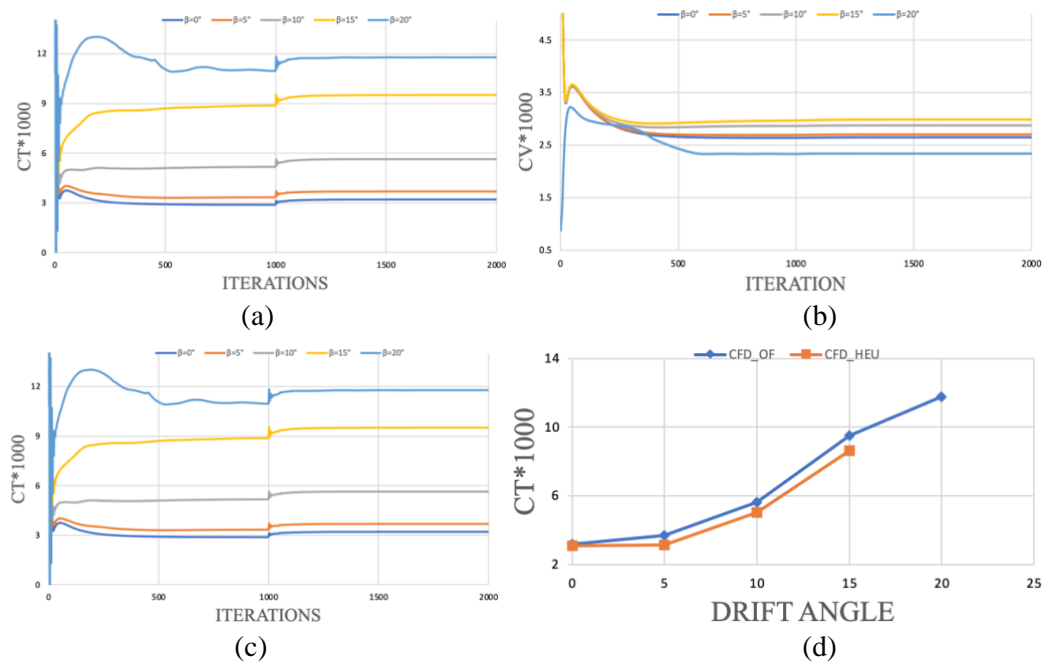 β=0° β=5° β=10° β=15° β=20°
12
9
6
3
0
CT*1000
0 500 1000 1500 2000
ITERATIONS
(a)
β=0° β=5° β=10° β=15° β=20°
4.5
3.5
2.5
1.5
0.5
CV*1000
0 500 1000 1500 2000
ITERATION
(b)
β=0° β=5° β=10° β=15° β=20°
12
9
6
3
0
CT*1000
0 500 1000 1500 2000
ITERATIONS
(c)
CFD_OF CFD_HEU
14
10
6
2
CT*1000
0 5 10 15 20 25
DRIFT ANGLE
(d)